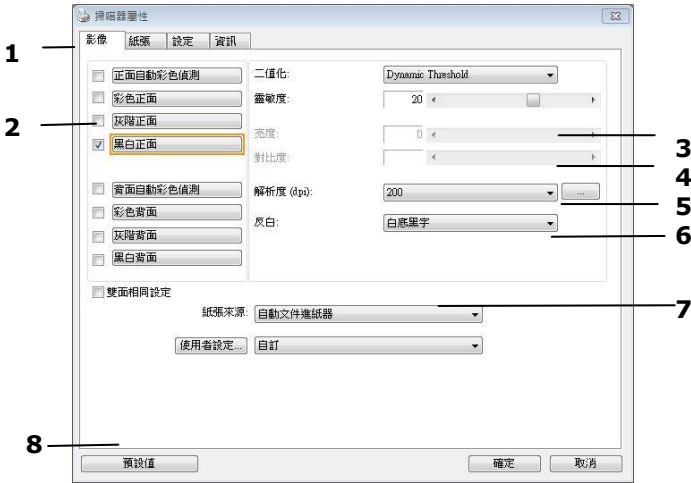 掃瞄器屬性
1
影像 紙張 設定 資訊
正面自動彩色偵測 二值化: Dynamic Threshold
彩色正面 靈敏度: 20
2 灰階正面 亮度: 0 3
黑白正面 對比度: 4
背面自動彩色偵測 解析度 (dpi): 200 ... 5
彩色背面 反白: 白底黑字 6
灰階背面
黑白背面
雙面相同設定
紙張來源: 自動文件進紙器 7
使用者設定... 自訂
8
預設值 確定 取消